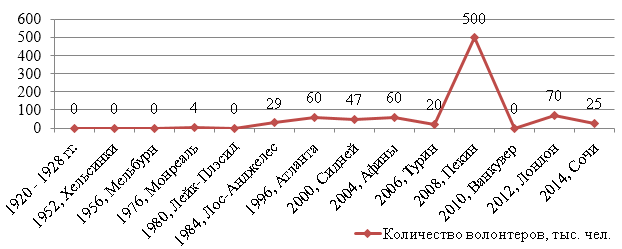 600
500
400
300
200
100
0
0
0
0
4
0
29
60
47
60
20
500
0
70
25
1920 - 1928 гг.
1952, Хельсинки
1956, Мельбурн
1976, Монреаль
1980, Лейк-Плэсид
1984, Лос-Анджелес
1996, Атланта
2000, Сидней
2004, Афины
2006, Турин
2008, Пекин
2010, Ванкувер
2012, Лондон
2014, Сочи
Количество волонтеров, тыс. чел.